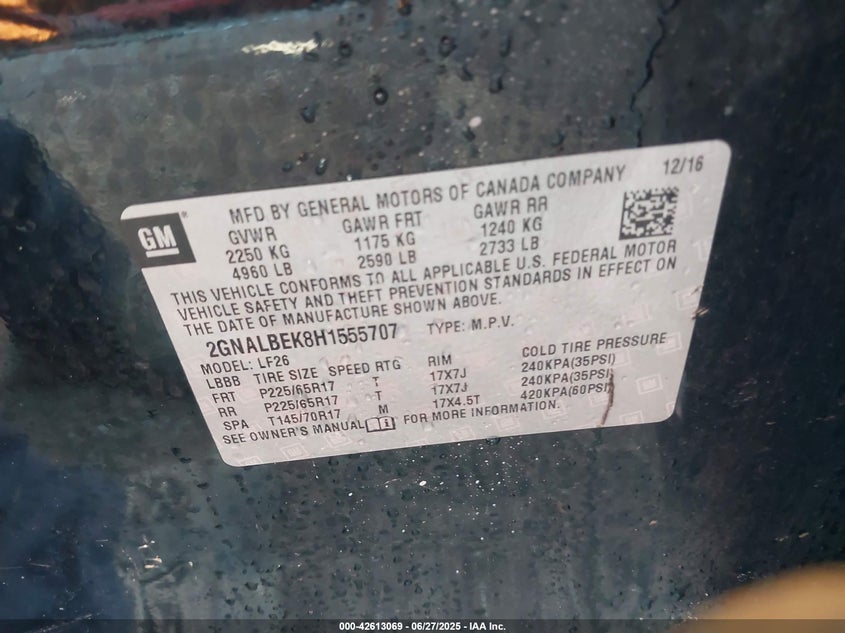 12/16
GM
MFD BY GENERAL MOTORS OF CANADA COMPANY
GVWR GAWR FRT GAWR RR
2250 KG 1175 KG 1240 KG
4960 LB 2590 LB 2733 LB
THIS VEHICLE CONFORMS TO ALL APPLICABLE U.S. FEDERAL MOTOR
VEHICLE SAFETY AND THEFT PREVENTION STANDARDS IN EFFECT ON
THE DATE OF MANUFACTURE SHOWN ABOVE.
2GNALBEK8H1555707 TYPE: M.P.V.
MODEL: LF26
LBBB TIRE SIZE SPEED RTG RIM COLD TIRE PRESSURE
FRT P225/65R17 T 17X7J 240KPA(35PSI)
RR P225/65R17 T 17X7J 240KPA(35PSI)
SPA T145/70R17 M 17X4.5T 420KPA(60PSI)
SEE OWNER'S MANUAL FOR MORE INFORMATION.
000-42613069 - 06/27/2025 - IAA Inc.